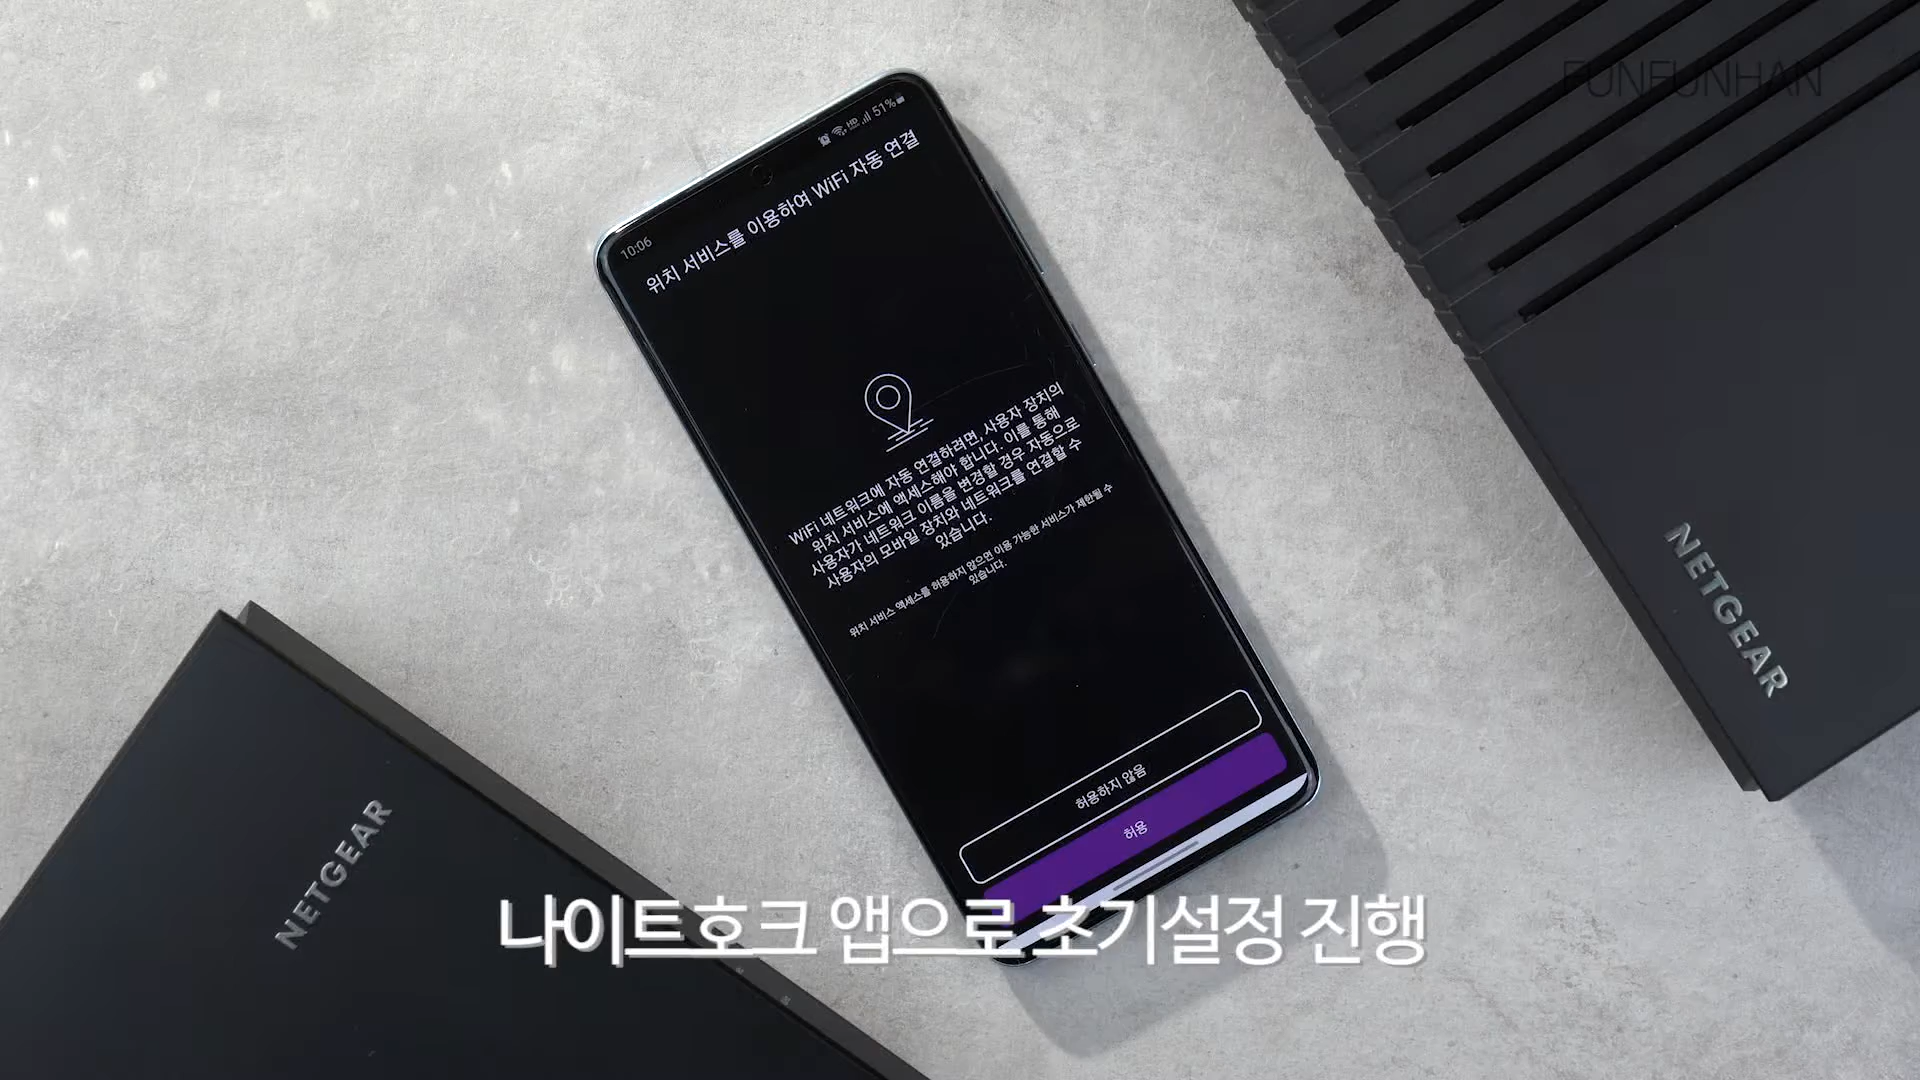 FUNFUNHAN
10:06
51%
위치 서비스를 이용하여 WiFi 자동 연결
WiFi 네트워크에 자동 연결하려면, 사용자 장치의
위치 서비스에 액세스해야 합니다. 이를 통해
사용자가 네트워크 이름을 변경할 경우 자동으로
사용자의 모바일 장치와 네트워크를 연결할 수
있습니다.
위치 서비스 액세스를 허용하지 않으면 이용 가능한 서비스가 제한될 수
있습니다.
허용하지 않음
허용
NETGEAR
NETGEAR
나이트호크 앱으로 초기설정 진행